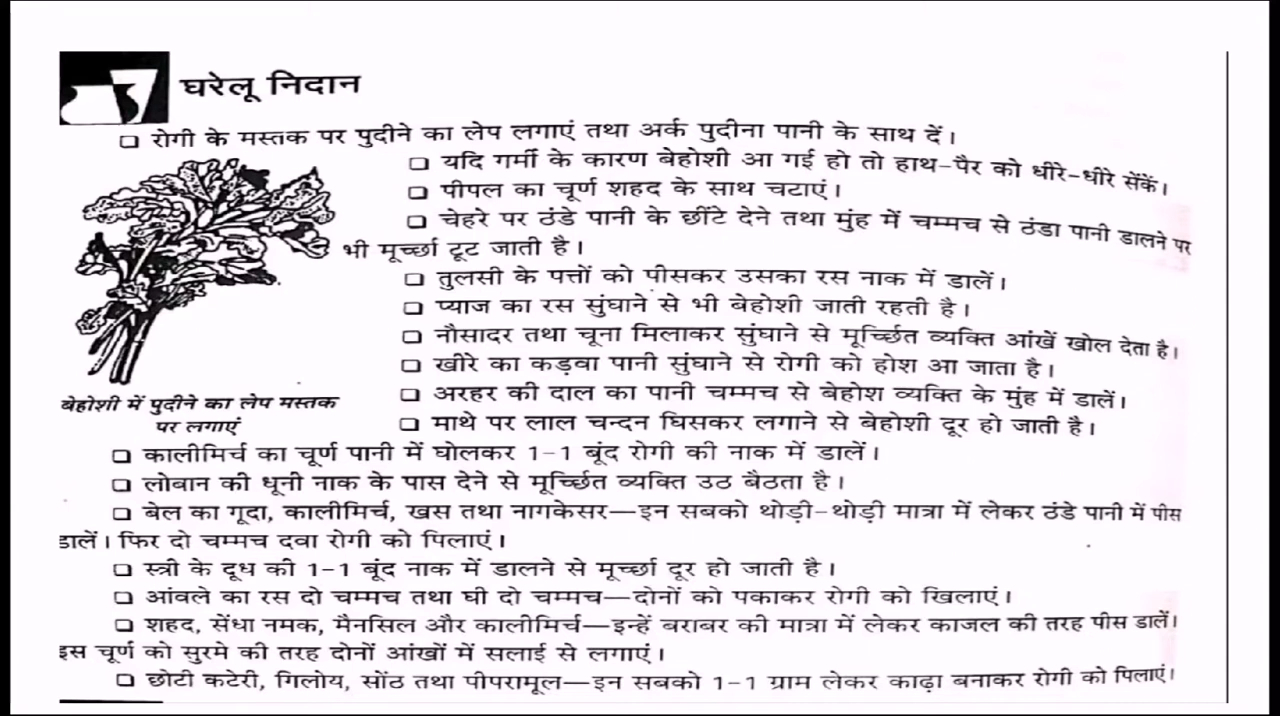 घरेलू निदान
❑ रोगी के मस्तक पर पुदीने का लेप लगाएं तथा अर्क पुदीना पानी के साथ दें।
❑ यदि गर्मी के कारण बेहोशी आ गई हो तो हाथ-पैर को धीरे-धीरे सेंकें।
❑ पीपल का चूर्ण शहद के साथ चटाएं।
❑ चेहरे पर ठंडे पानी के छींटे देने तथा मुंह में चम्मच से ठंडा पानी डालने पर
भी मूर्च्छा टूट जाती है।
❑ तुलसी के पत्तों को पीसकर उसका रस नाक में डालें।
❑ प्याज का रस सुंघाने से भी बेहोशी जाती रहती है।
❑ नौसादर तथा चूना मिलाकर सुंघाने से मूर्च्छित व्यक्ति आंखें खोल देता है।
❑ खीरे का कड़वा पानी सुंघाने से रोगी को होश आ जाता है।
❑ अरहर की दाल का पानी चम्मच से बेहोश व्यक्ति के मुंह में डालें।
❑ माथे पर लाल चन्दन घिसकर लगाने से बेहोशी दूर हो जाती है।
बेहोशी में पुदीने का लेप मस्तक
पर लगाएं
❑ कालीमिर्च का चूर्ण पानी में घोलकर 1-1 बूंद रोगी की नाक में डालें।
❑ लोबान की धूनी नाक के पास देने से मूर्च्छित व्यक्ति उठ बैठता है।
❑ बेल का गूदा, कालीमिर्च, खस तथा नागकेसर—इन सबको थोड़ी-थोड़ी मात्रा में लेकर ठंडे पानी में पीस
डालें। फिर दो चम्मच दवा रोगी को पिलाएं।
❑ स्त्री के दूध की 1-1 बूंद नाक में डालने से मूर्च्छा दूर हो जाती है।
❑ आंवले का रस दो चम्मच तथा घी दो चम्मच—दोनों को पकाकर रोगी को खिलाएं।
❑ शहद, सेंधा नमक, मैनसिल और कालीमिर्च—इन्हें बराबर की मात्रा में लेकर काजल की तरह पीस डालें।
इस चूर्ण को सुरमे की तरह दोनों आंखों में सलाई से लगाएं।
❑ छोटी कटेरी, गिलोय, सोंठ तथा पीपरामूल—इन सबको 1-1 ग्राम लेकर काढ़ा बनाकर रोगी को पिलाएं।